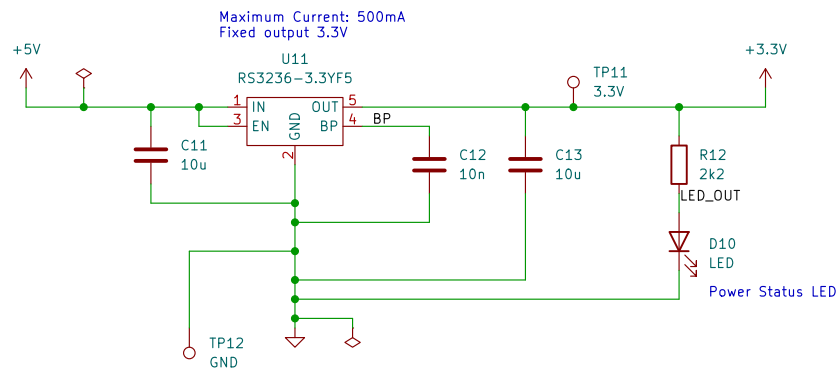 Maximum Current: 500mA
Fixed output 3.3V
+5V
U11
RS3236-3.3YF5
TP11
3.3V
+3.3V
1 IN
OUT 5
3 EN
GND
BP 4
BP
2
C11
10u
C12
10n
C13
10u
R12
2k2
LED_OUT
D10
LED
Power Status LED
TP12
GND